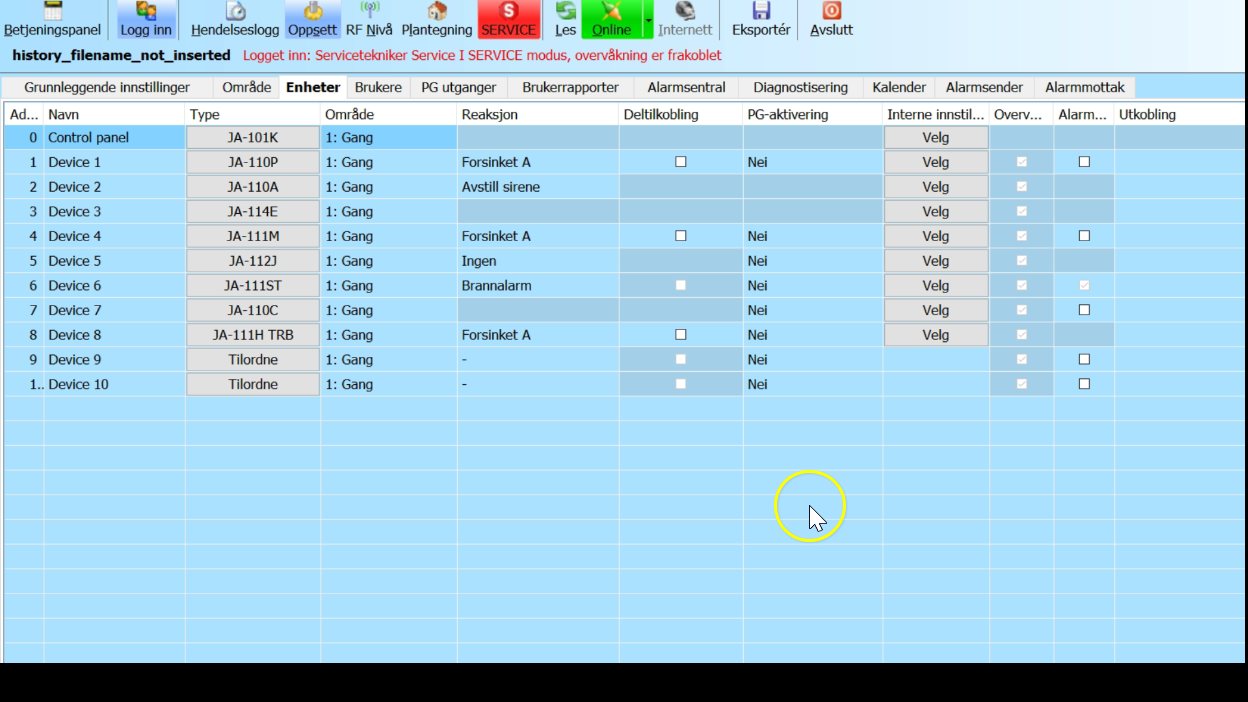 Betjeningspanel Logg inn Hendelseslogg Oppsett RF Nivå Plantegning SERVICE Les Online Internett Eksportér Avslutt
history_filename_not_inserted Logget inn: Servicetekniker Service I SERVICE modus, overvåkning er frakoblet
Grunnleggende innstillinger Område Enheter Brukere PG utganger Brukerrapporter Alarmsentral Diagnostisering Kalender Alarmsender Alarmmottak
Ad... Navn Type Område Reaksjon Deltilkobling PG-aktivering Interne innstil... Overv... Alarm... Utkobling
0 Control panel JA-101K 1: Gang Velg
1 Device 1 JA-110P 1: Gang Forsinket A Nei Velg
2 Device 2 JA-110A 1: Gang Avstill sirene Velg
3 Device 3 JA-114E 1: Gang Velg
4 Device 4 JA-111M 1: Gang Forsinket A Nei Velg
5 Device 5 JA-112J 1: Gang Ingen Nei Velg
6 Device 6 JA-111ST 1: Gang Brannalarm Nei Velg
7 Device 7 JA-110C 1: Gang Nei Velg
8 Device 8 JA-111H TRB 1: Gang Forsinket A Nei Velg
9 Device 9 Tilordne 1: Gang - Nei
1.. Device 10 Tilordne 1: Gang - Nei